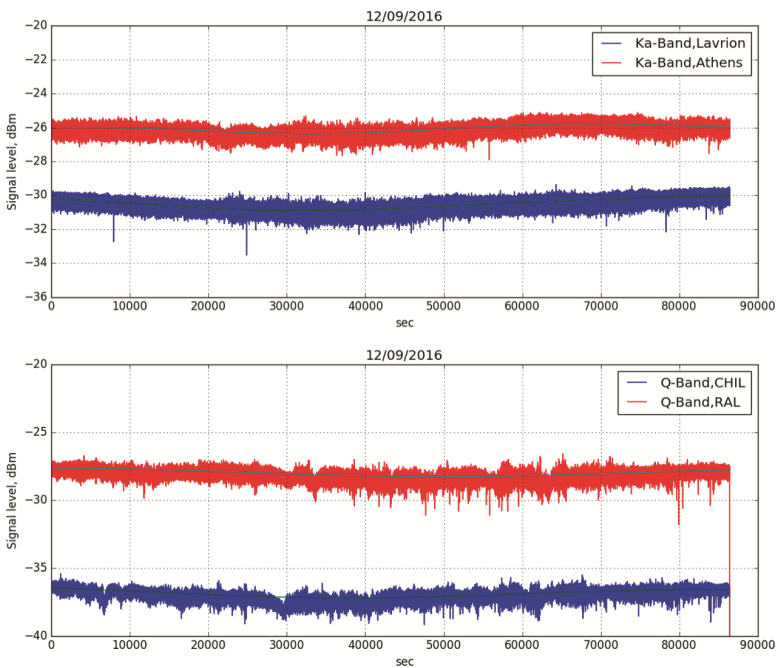 12/09/2016
−20
−22
−24
−26
−28
−30
−32
−34
−36
Signal level, dBm
Ka-Band,Lavrion
Ka-Band,Athens
0 10000 20000 30000 40000 50000 60000 70000 80000 90000
sec
12/09/2016
−20
−25
−30
−35
−40
Signal level, dBm
Q-Band,CHIL
Q-Band,RAL
0 10000 20000 30000 40000 50000 60000 70000 80000 90000
sec